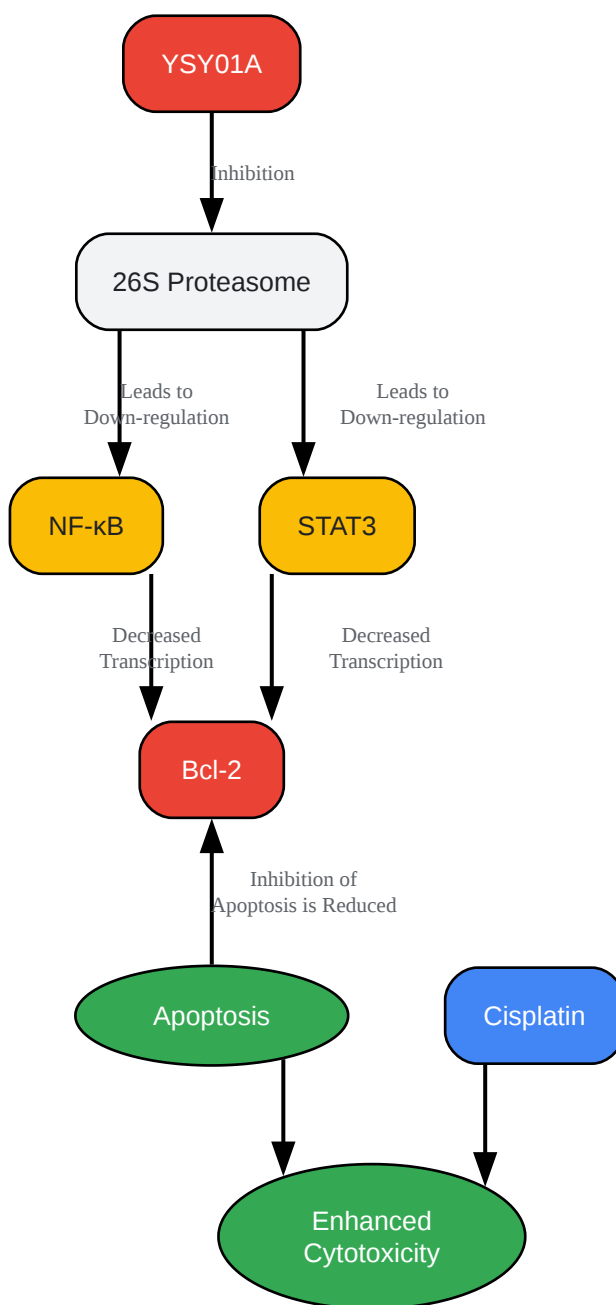 YSY01A
Inhibition
26S Proteasome
Leads to
Down-regulation
Leads to
Down-regulation
NF-κB
STAT3
Decreased
Transcription
Decreased
Transcription
Bcl-2
Inhibition of
Apoptosis is Reduced
Apoptosis
Cisplatin
Enhanced
Cytotoxicity